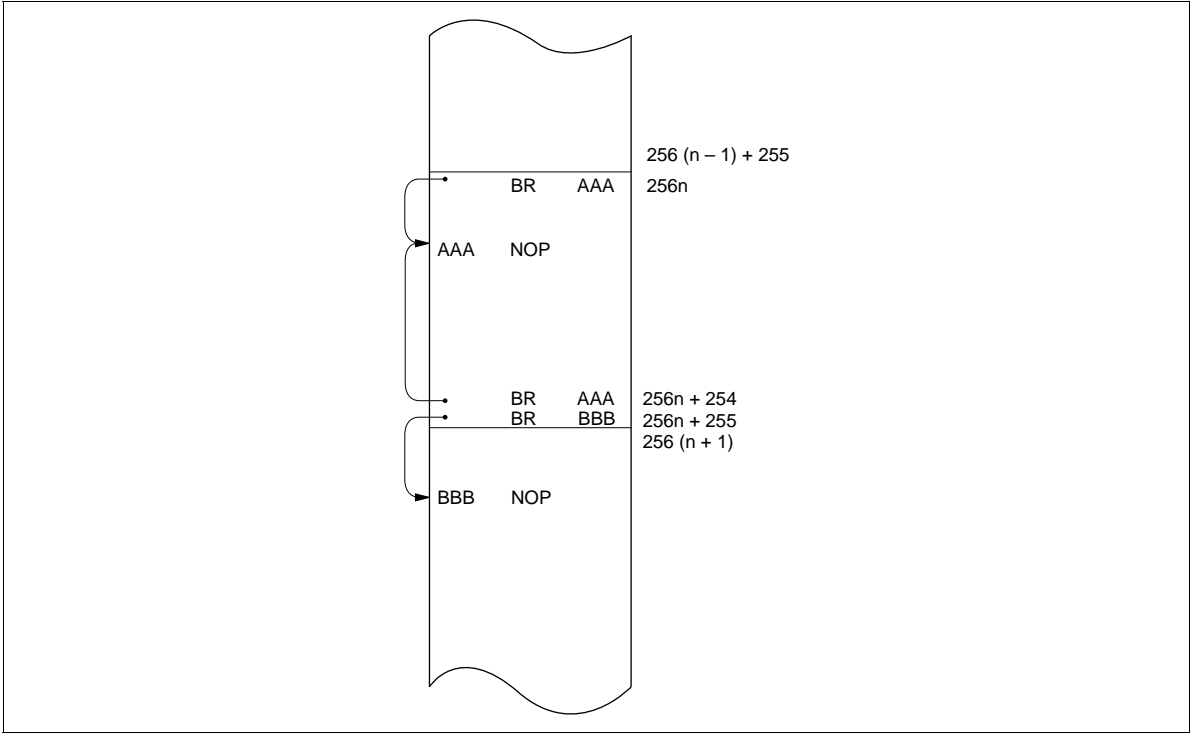 256 (n – 1) + 255
BR AAA 256n
AAA NOP
BR AAA 256n + 254
BR BBB 256n + 255
256 (n + 1)
BBB NOP